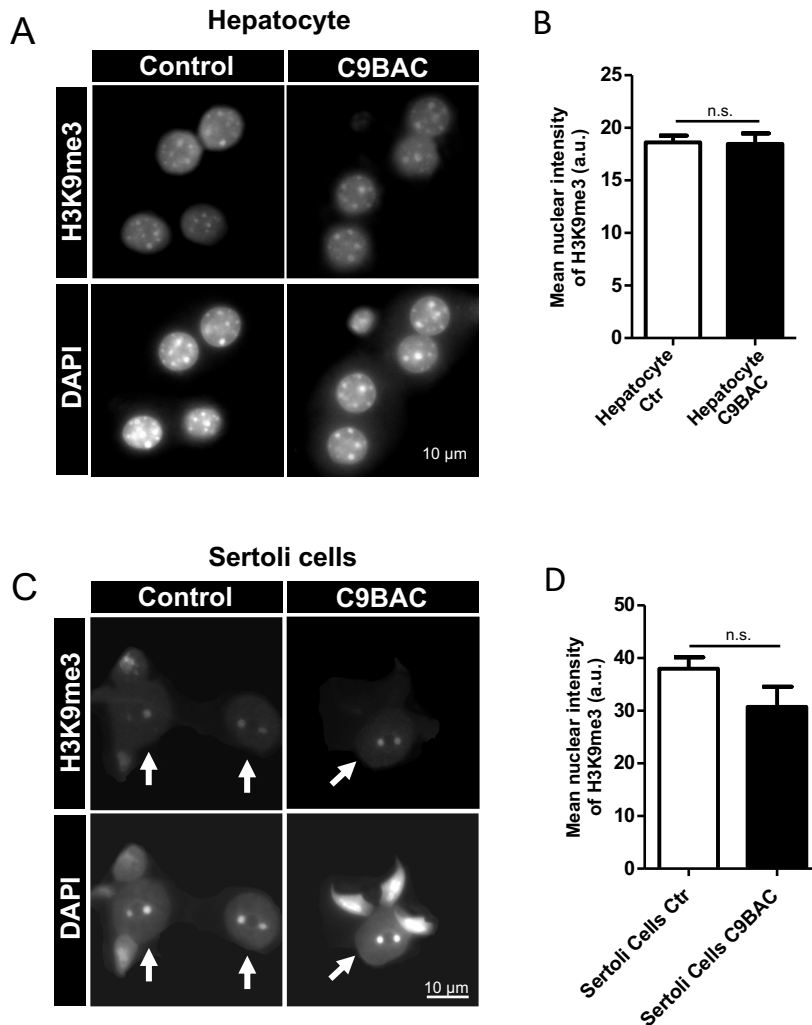 A
Hepatocyte
Control
C9BAC
H3K9me3
DAPI
10 µm
B
Mean nuclear intensity
of H3K9me3 (a.u.)
25
20
15
10
5
0
n.s.
Hepatocyte
Ctr
Hepatocyte
C9BAC
C
Sertoli cells
Control
C9BAC
H3K9me3
DAPI
10 µm
D
Mean nuclear intensity
of H3K9me3 (a.u.)
50
40
30
20
10
0
n.s.
Sertoli Cells Ctr
Sertoli Cells C9BAC